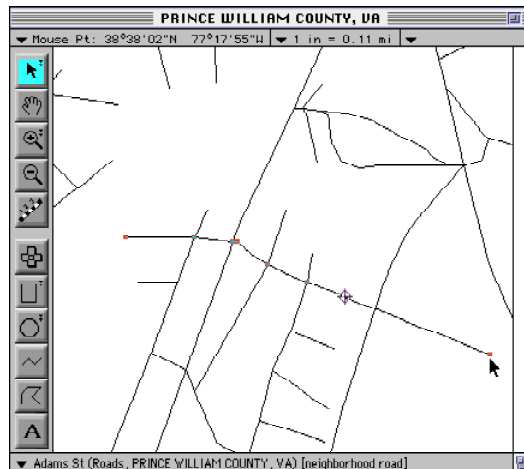 PRINCE WILLIAM COUNTY, VA
Mouse Pt: 38°38'02"N 77°17'55"W 1 in = 0.11 mi
A
Adams St (Roads, PRINCE WILLIAM COUNTY, VA) [neighborhood road]